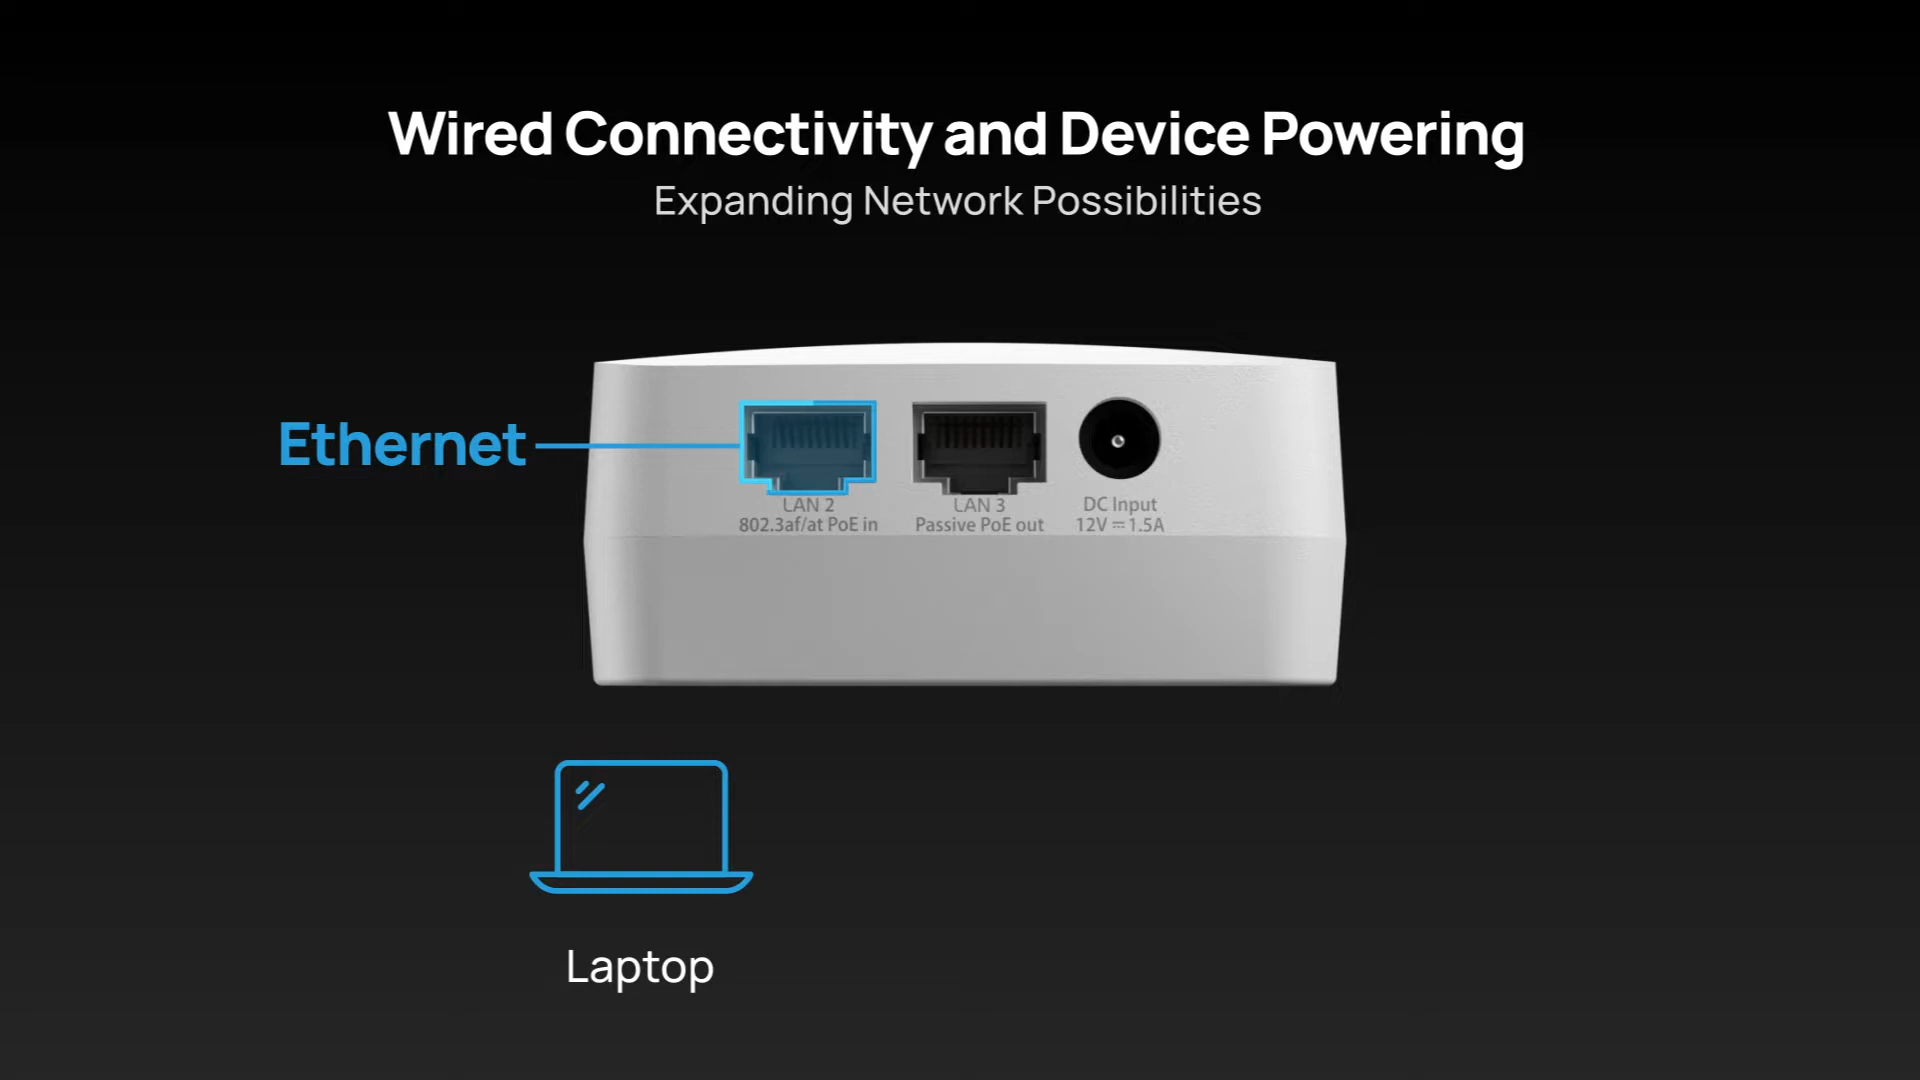 Wired Connectivity and Device Powering
Expanding Network Possibilities
Ethernet
LAN 2
802.3af/at PoE in
LAN 3
Passive PoE out
DC Input
12V ⎓ 1.5A
Laptop